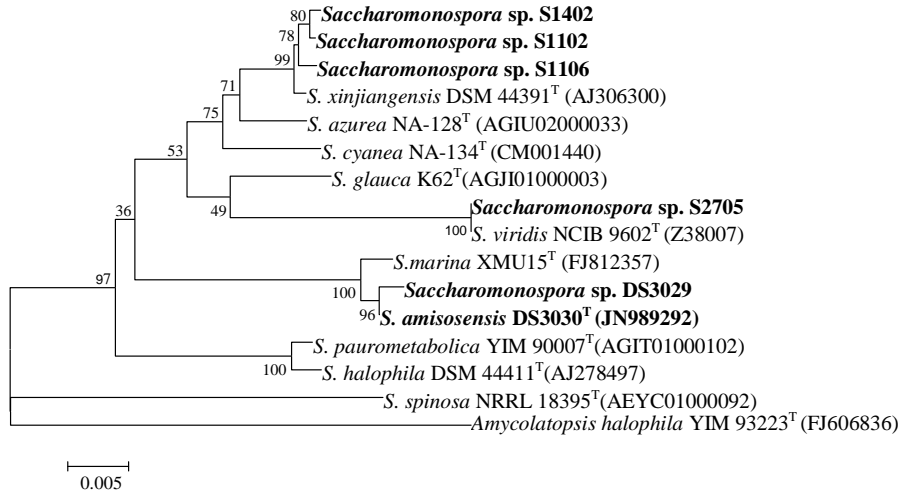 80
Saccharomonospora sp. S1402
78
Saccharomonospora sp. S1102
99
Saccharomonospora sp. S1106
S. xinjiangensis DSM 44391T (AJ306300)
71
S. azurea NA-128T (AGIU02000033)
75
S. cyanea NA-134T (CM001440)
53
S. glauca K62T(AGJI01000003)
49
Saccharomonospora sp. S2705
100
S. viridis NCIB 9602T (Z38007)
36
S.marina XMU15T (FJ812357)
100
Saccharomonospora sp. DS3029
96
S. amisosensis DS3030T (JN989292)
97
S. paurometabolica YIM 90007T(AGIT01000102)
100
S. halophila DSM 44411T(AJ278497)
S. spinosa NRRL 18395T(AEYC01000092)
Amycolatopsis halophila YIM 93223T (FJ606836)
0.005